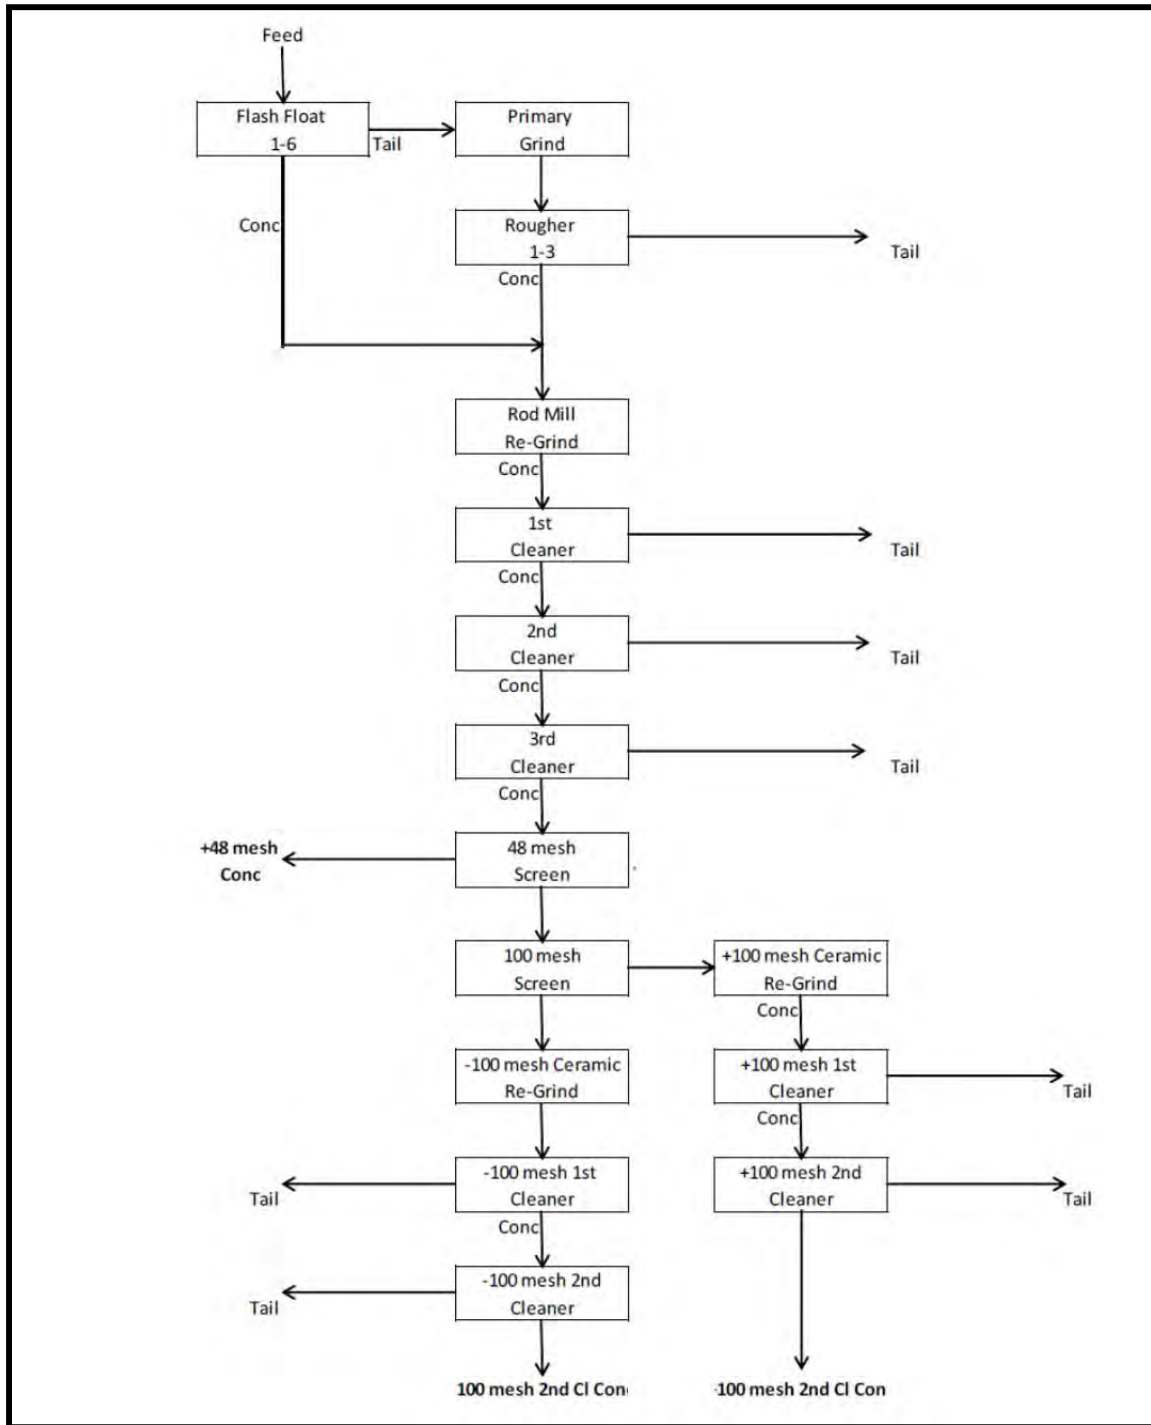 Feed
Flash Float
1-6
Tail
Primary
Grind
Conc
Rougher
1-3
Tail
Conc
Rod Mill
Re-Grind
Conc
1st
Cleaner
Tail
Conc
2nd
Cleaner
Tail
Conc
3rd
Cleaner
Tail
Conc
+48 mesh
Conc
48 mesh
Screen
100 mesh
Screen
+100 mesh Ceramic
Re-Grind
Conc
-100 mesh Ceramic
Re-Grind
+100 mesh 1st
Cleaner
Tail
Conc
-100 mesh 1st
Cleaner
Tail
+100 mesh 2nd
Cleaner
Tail
Conc
-100 mesh 2nd
Cleaner
Tail
100 mesh 2nd Cl Con
100 mesh 2nd Cl Con